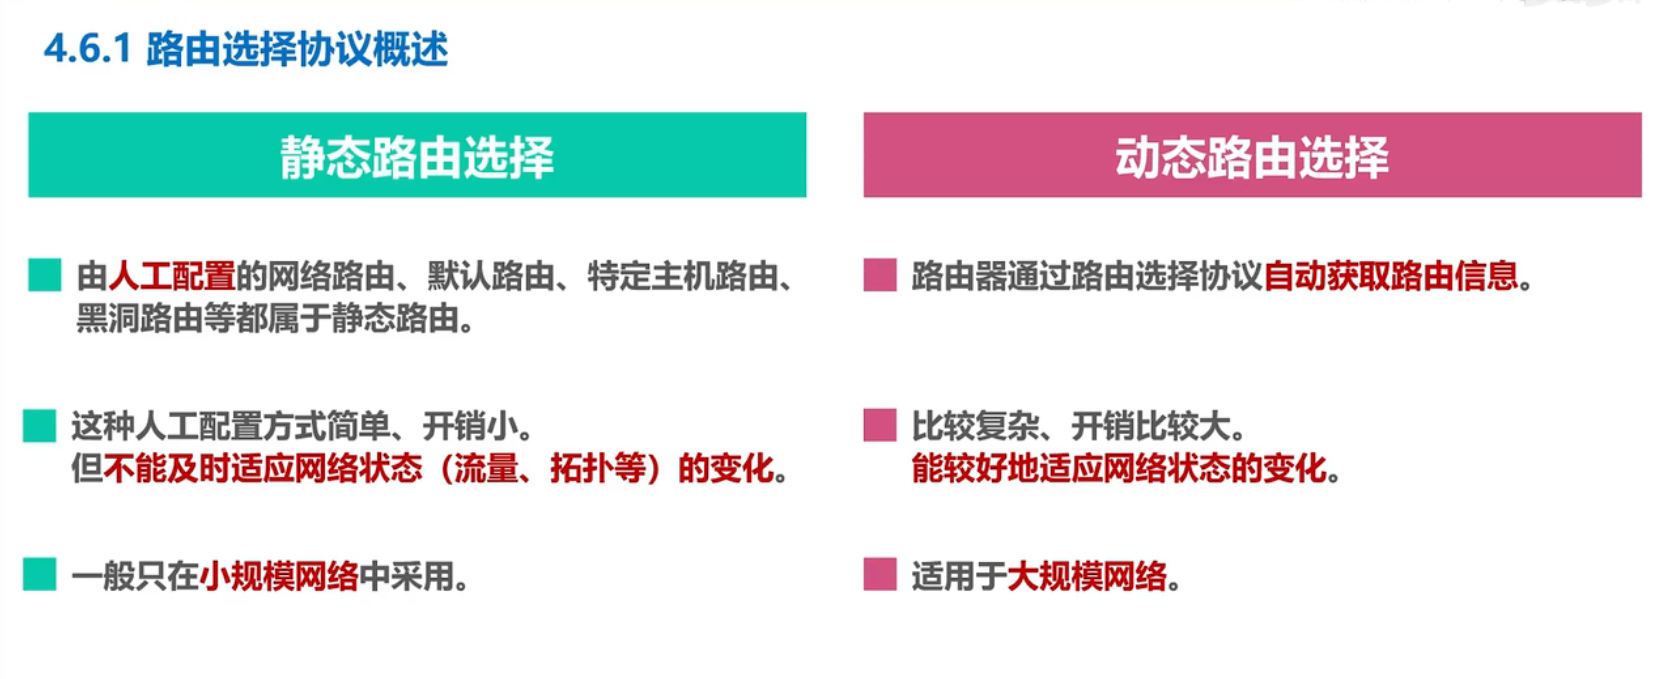 4.6.1 路由选择协议概述
静态路由选择
由人工配置的网络路由、默认路由、特定主机路由、
黑洞路由等都属于静态路由。
这种人工配置方式简单、开销小。
但不能及时适应网络状态（流量、拓扑等）的变化。
一般只在小规模网络中采用。
动态路由选择
路由器通过路由选择协议自动获取路由信息。
比较复杂、开销比较大。
能较好地适应网络状态的变化。
适用于大规模网络。